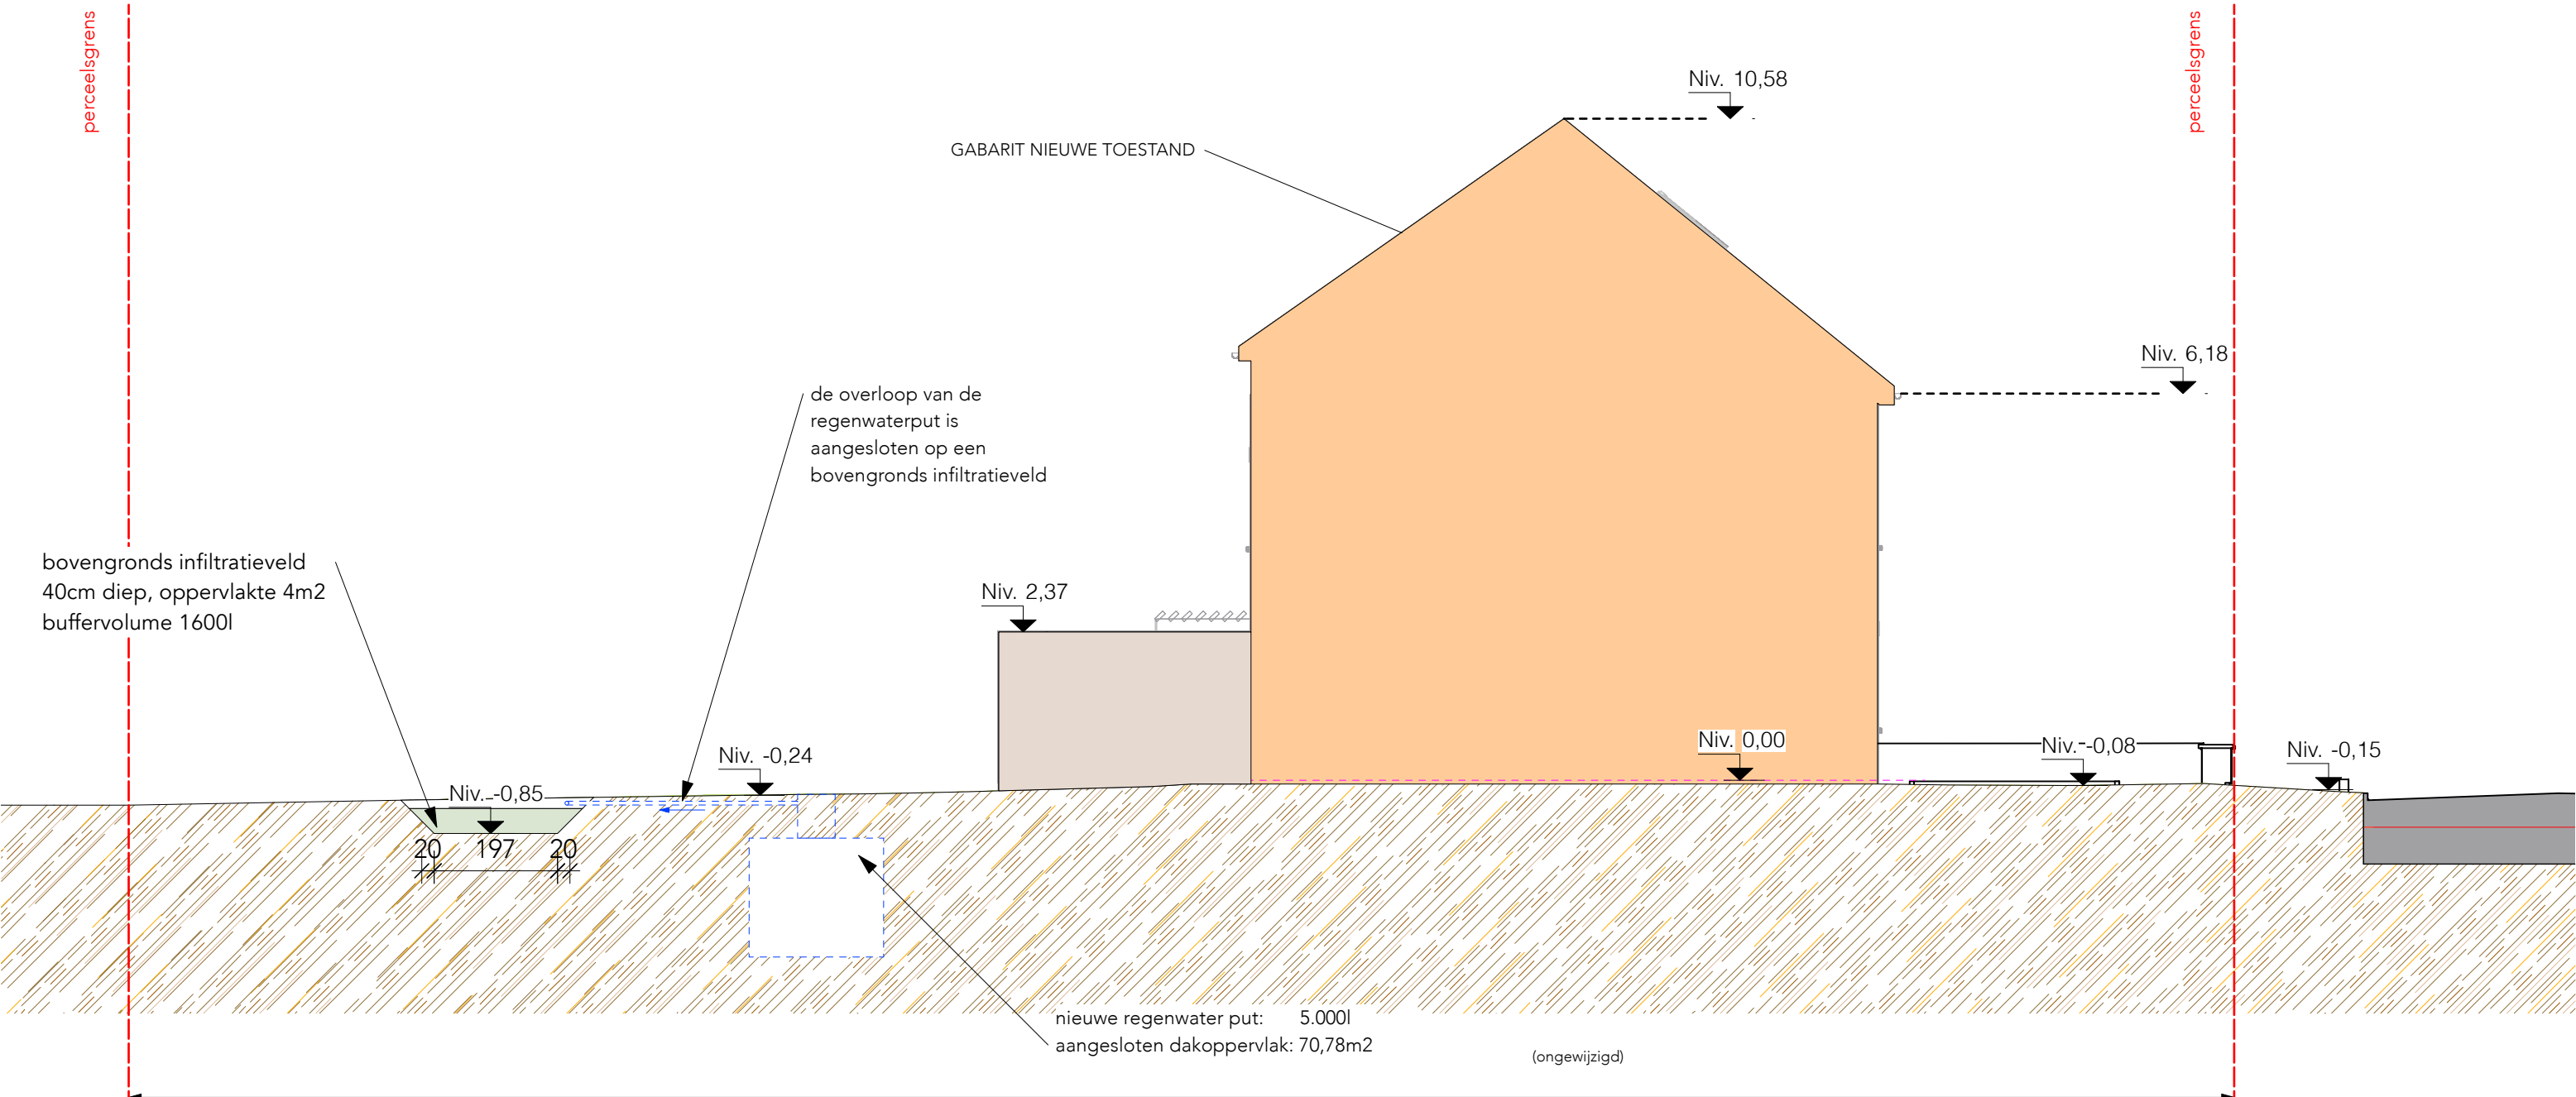 perceelsgrens
perceelsgrens
Niv. 10,58
GABARIT NIEUWE TOESTAND
Niv. 6,18
de overloop van de
regenwaterput is
aangesloten op een
bovengronds infiltratieveld
bovengronds infiltratieveld
40cm diep, oppervlakte 4m2
buffervolume 1600l
Niv. 2,37
Niv. 0,00
Niv. -0,08
Niv. -0,15
Niv. -0,24
Niv. -0,85
20 197 20
nieuwe regenwater put: 5.000l
aangesloten dakoppervlak: 70,78m2
(ongewijzigd)